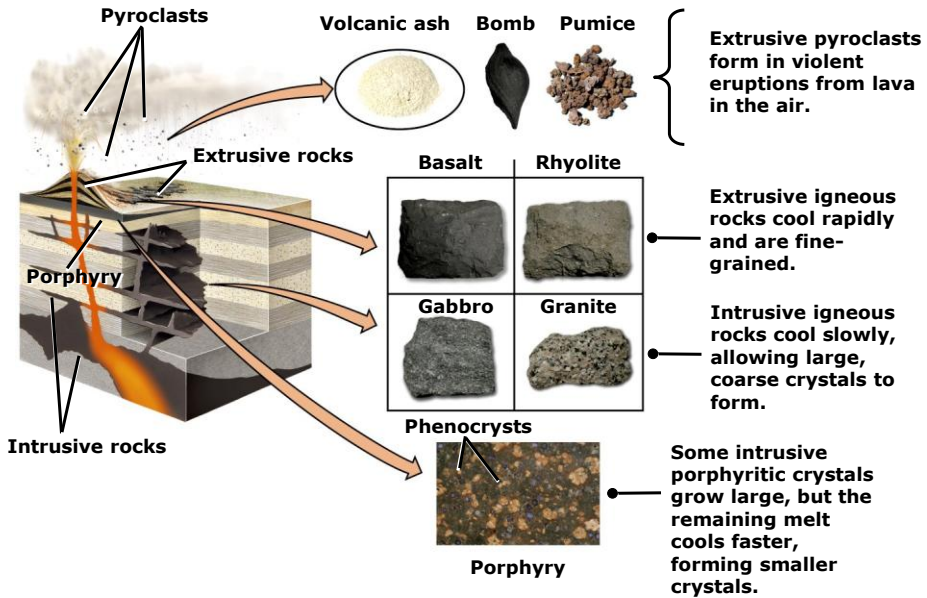 Pyroclasts
Volcanic ash
Bomb
Pumice
Extrusive pyroclasts
form in violent
eruptions from lava
in the air.
Extrusive rocks
Basalt
Rhyolite
Extrusive igneous
rocks cool rapidly
and are fine-
grained.
Porphyry
Gabbro
Granite
Intrusive igneous
rocks cool slowly,
allowing large,
coarse crystals to
form.
Intrusive rocks
Phenocrysts
Some intrusive
porphyritic crystals
grow large, but the
remaining melt
cools faster,
forming smaller
crystals.
Porphyry